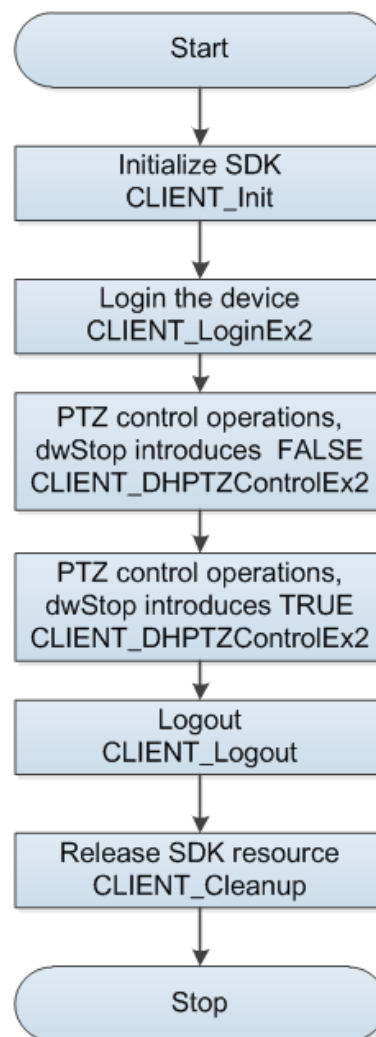 Start
Initialize SDK
CLIENT_Init
Login the device
CLIENT_LoginEx2
PTZ control operations,
dwStop introduces  FALSE
CLIENT_DHPTZControlEx2
PTZ control operations,
dwStop introduces TRUE
CLIENT_DHPTZControlEx2
Logout
CLIENT_Logout
Release SDK resource
CLIENT_Cleanup
Stop